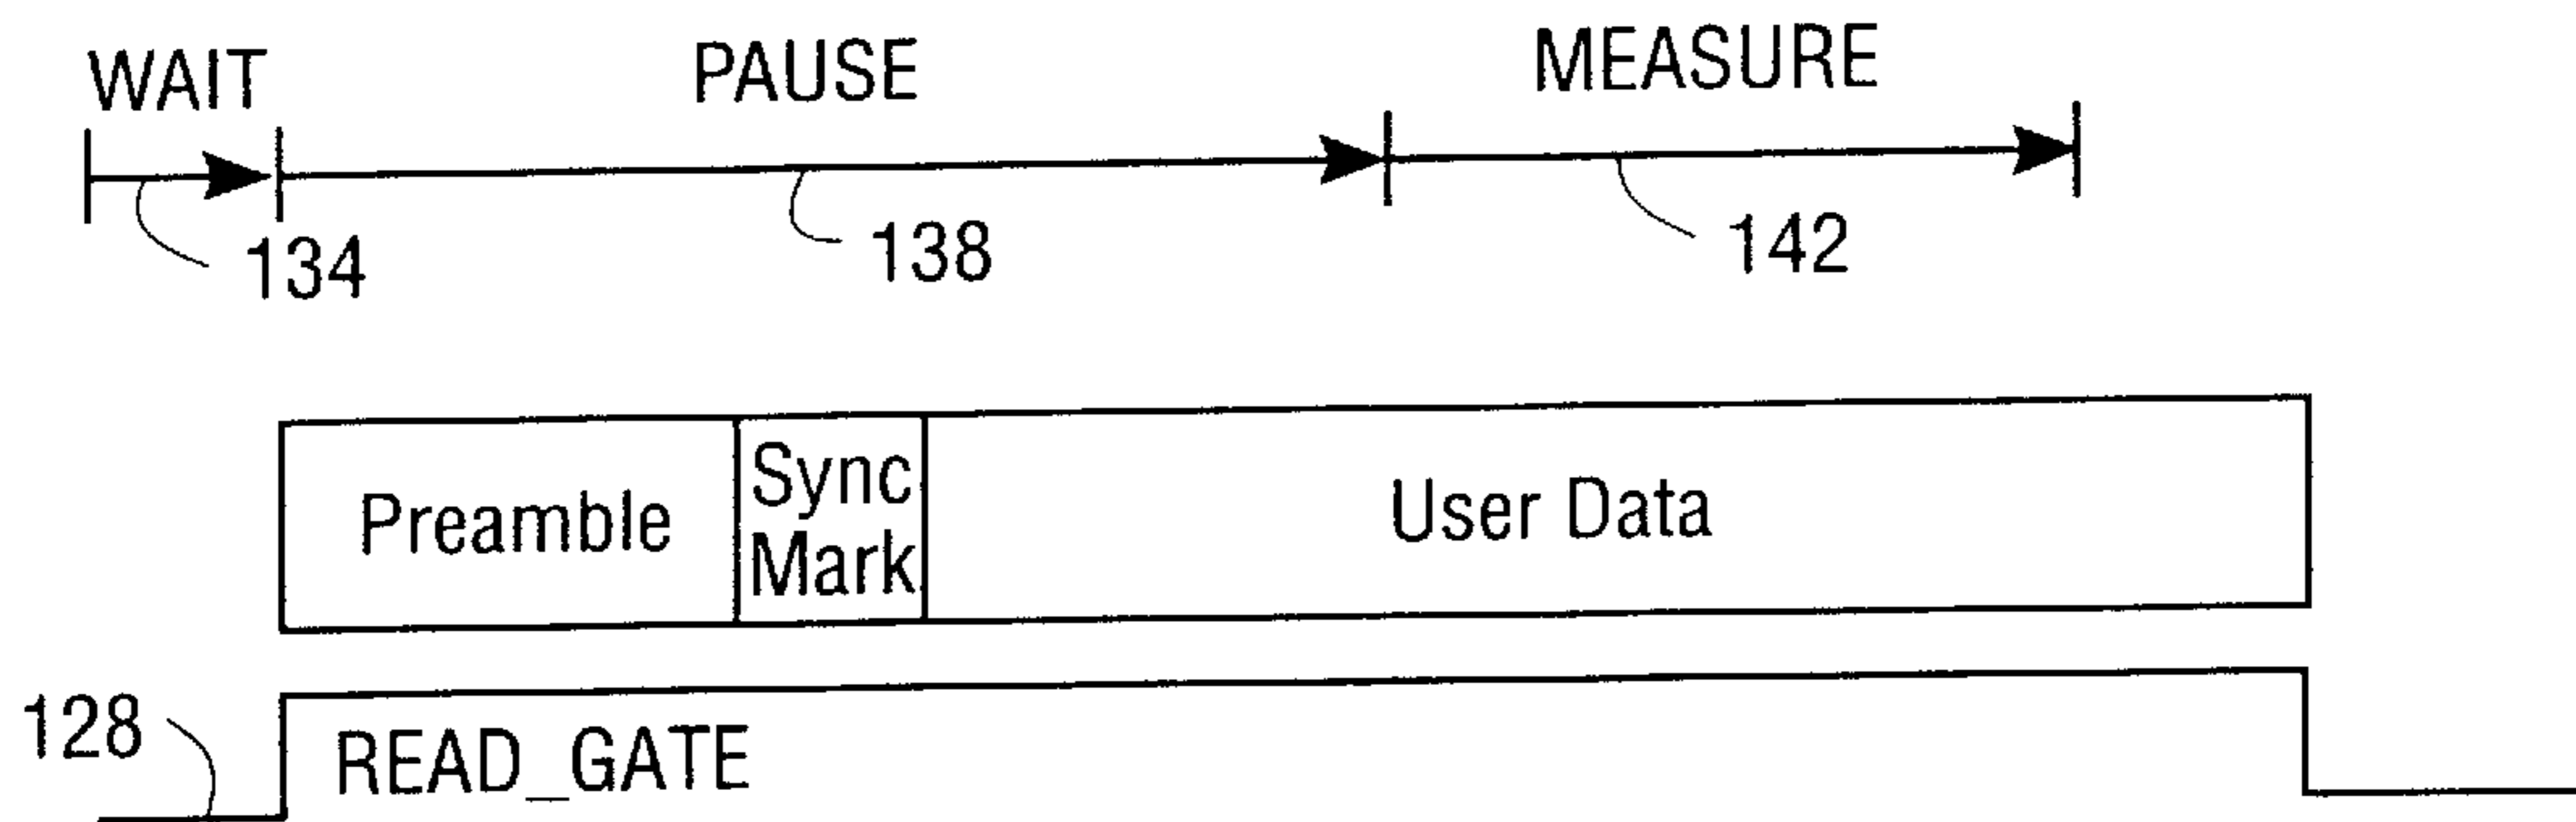 WAIT PAUSE MEASURE
134 138 142
Preamble
Sync
Mark
User Data
128
READ_GATE